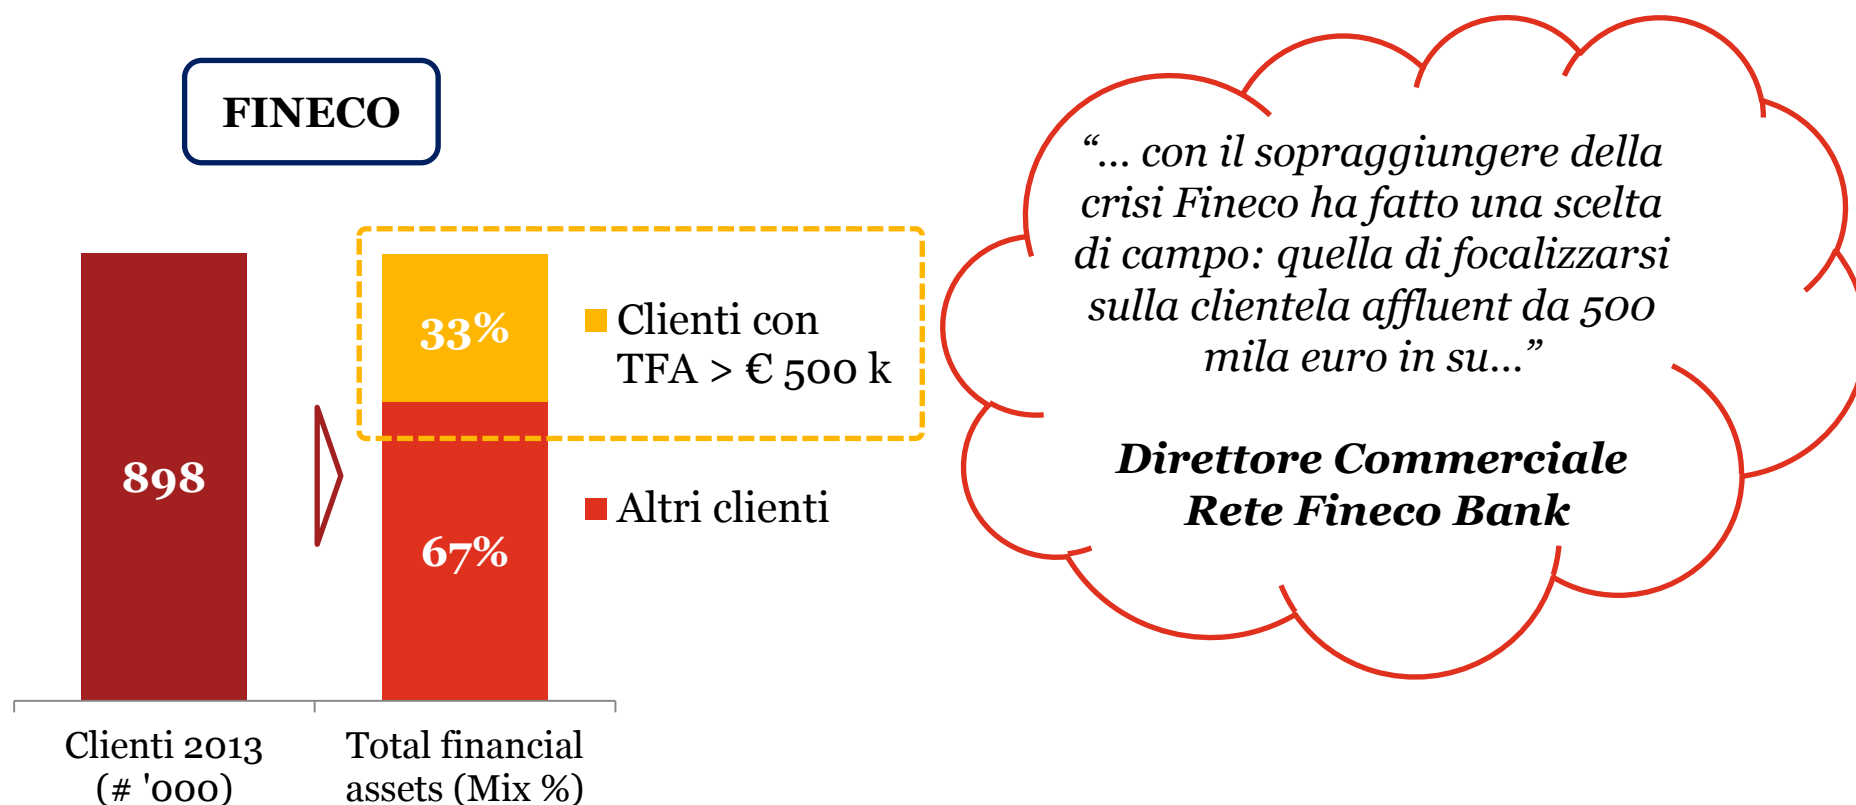 FINECO
898
33%
67%
Clienti con
TFA > € 500 k
Altri clienti
Clienti 2013
(# '000)
Total financial
assets (Mix %)
“... con il sopraggiungere della
crisi Fineco ha fatto una scelta
di campo: quella di focalizzarsi
sulla clientela affluent da 500
mila euro in su...”
Direttore Commerciale
Rete Fineco Bank